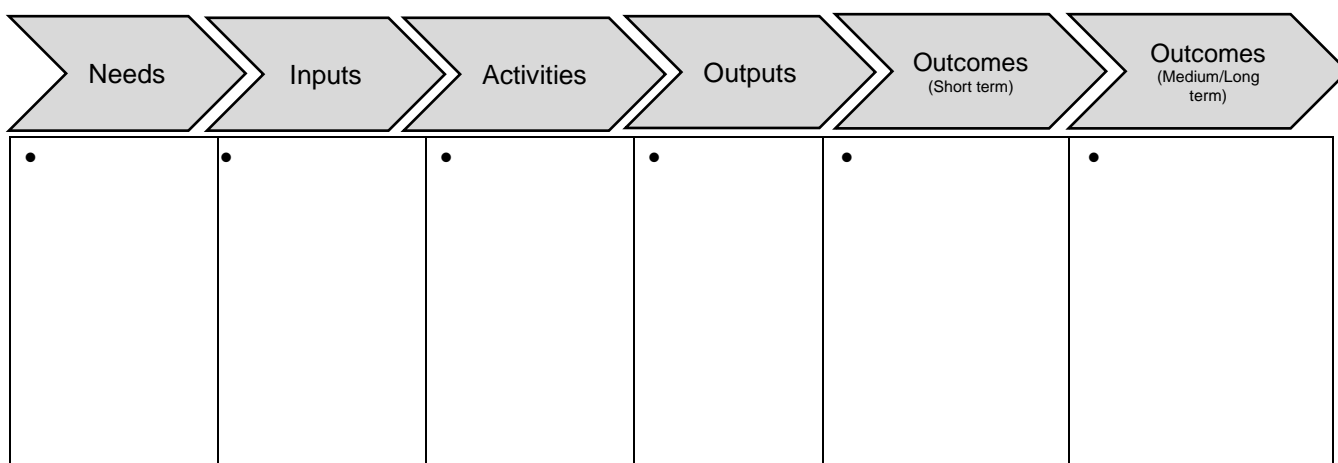 Needs
Inputs
Activities
Outputs
Outcomes
(Short term)
Outcomes
(Medium/Long
term)
•
•
•
•
•
•